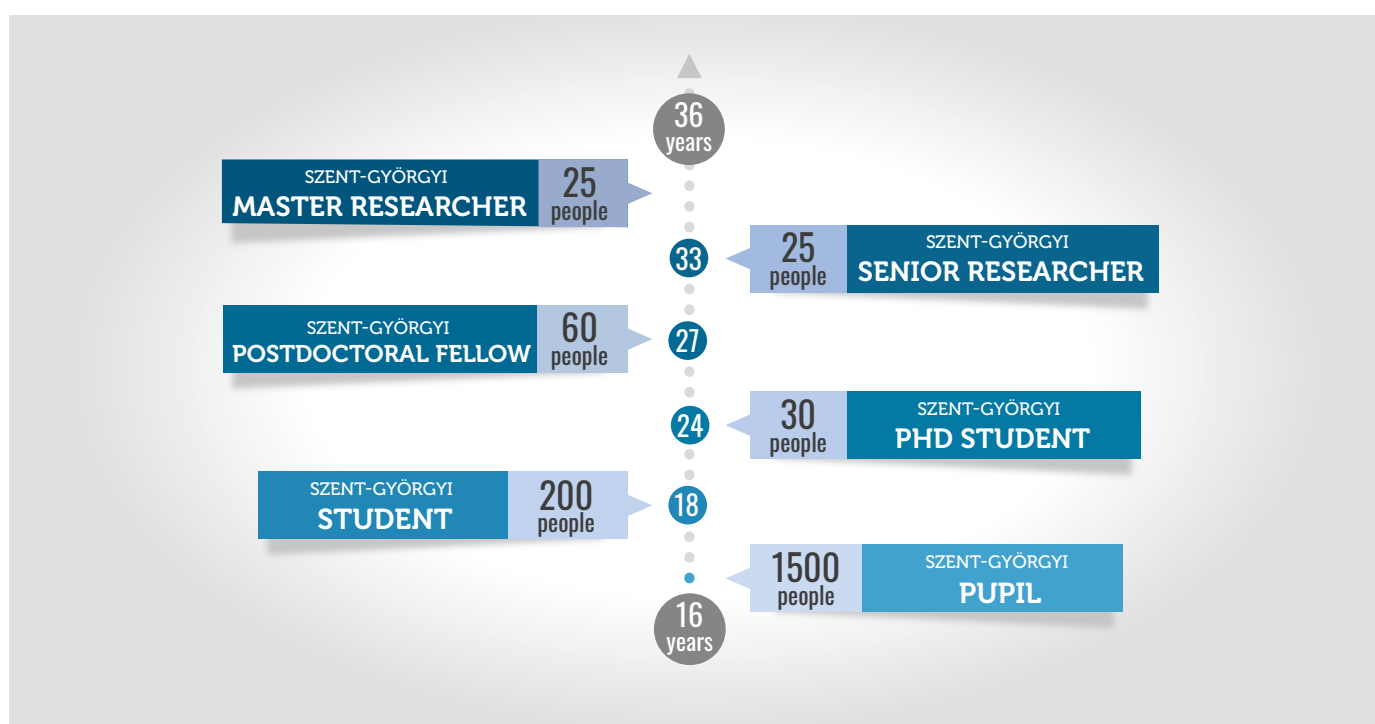 36
years
SZENT-GYÖRGYI
MASTER RESEARCHER
25
people
33
25
people
SZENT-GYÖRGYI
SENIOR RESEARCHER
SZENT-GYÖRGYI
POSTDOCTORAL FELLOW
60
people
27
24
30
people
SZENT-GYÖRGYI
PHD STUDENT
SZENT-GYÖRGYI
STUDENT
200
people
18
1500
people
SZENT-GYÖRGYI
PUPIL
16
years